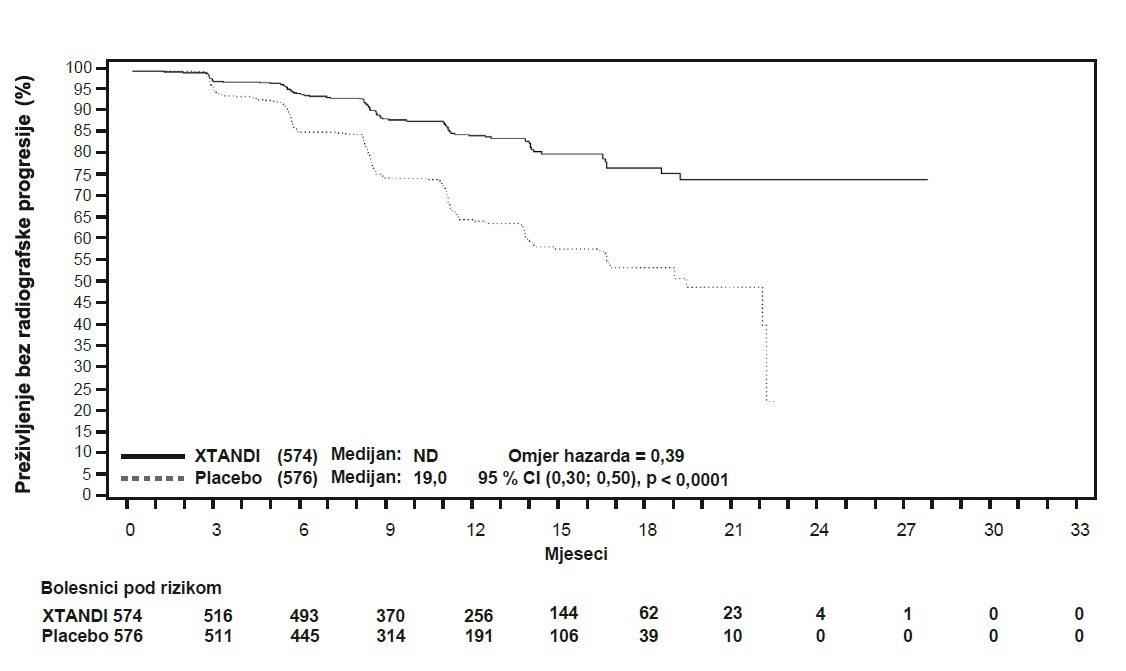 Preživljenje bez radiografske progresije (%)
100
95
90
85
80
75
70
65
60
55
50
45
40
35
30
25
20
15
10
5
0
XTANDI (574) Medijan: ND Omjer hazarda = 0,39
Placebo (576) Medijan: 19,0 95 % CI (0,30; 0,50), p < 0,0001
0 3 6 9 12 15 18 21 24 27 30 33
Mjeseci
Bolesnici pod rizikom
XTANDI 574 516 493 370 256 144 62 23 4 1 0 0
Placebo 576 511 445 314 191 106 39 10 0 0 0 0